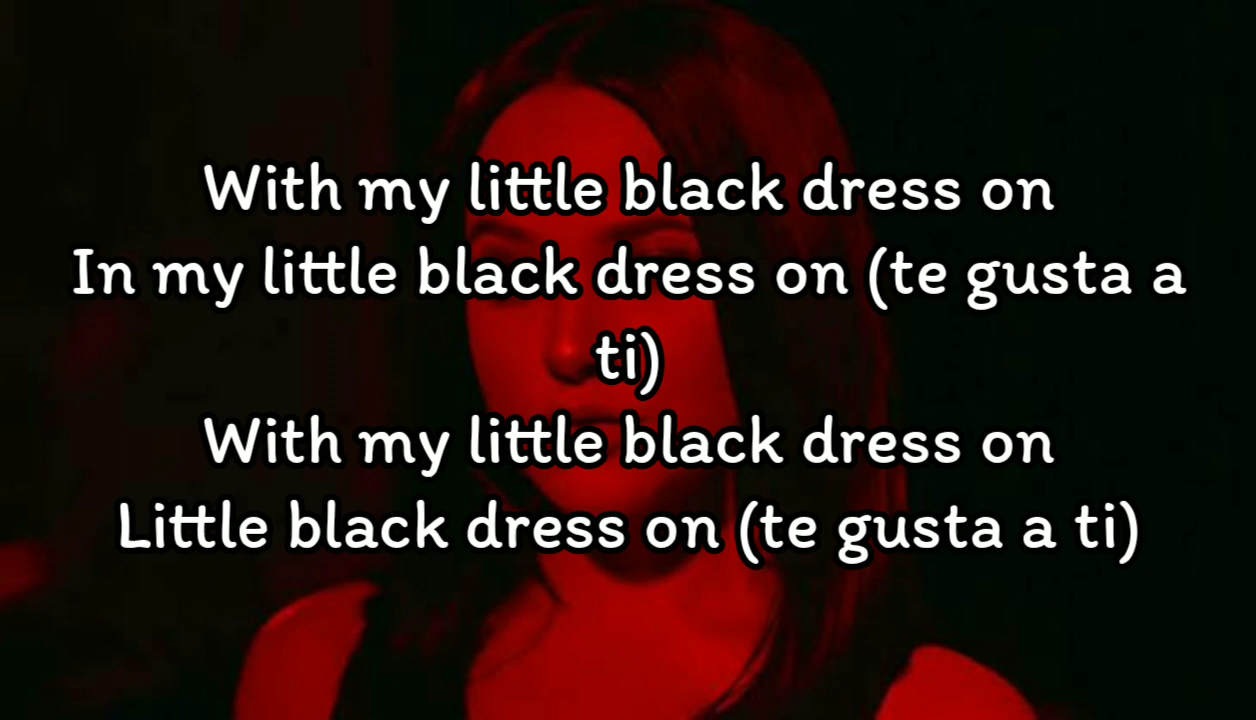 With my little black dress on
In my little black dress on (te gusta a
ti)
With my little black dress on
Little black dress on (te gusta a ti)